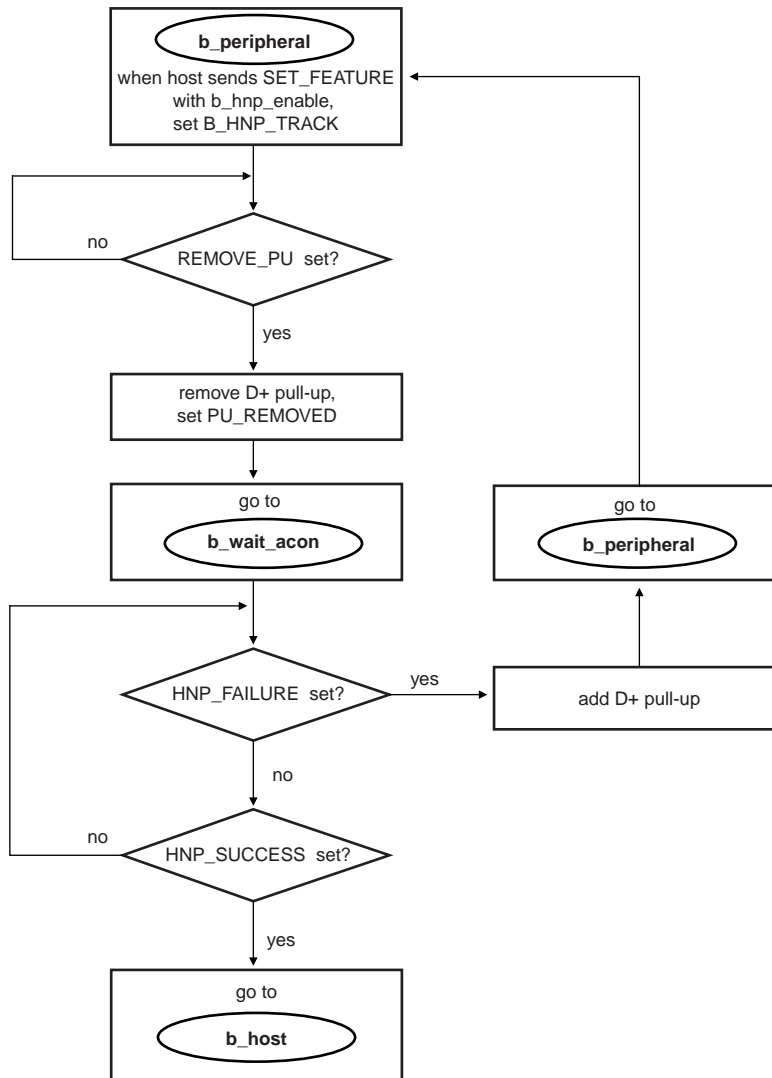 b_peripheral
when host sends SET_FEATURE
with b_hnp_enable,
set B_HNP_TRACK
no
REMOVE_PU set?
yes
remove D+ pull-up,
set PU_REMOVED
go to
b_wait_acon
go to
b_peripheral
HNP_FAILURE set?
yes
add D+ pull-up
no
no
HNP_SUCCESS set?
yes
go to
b_host